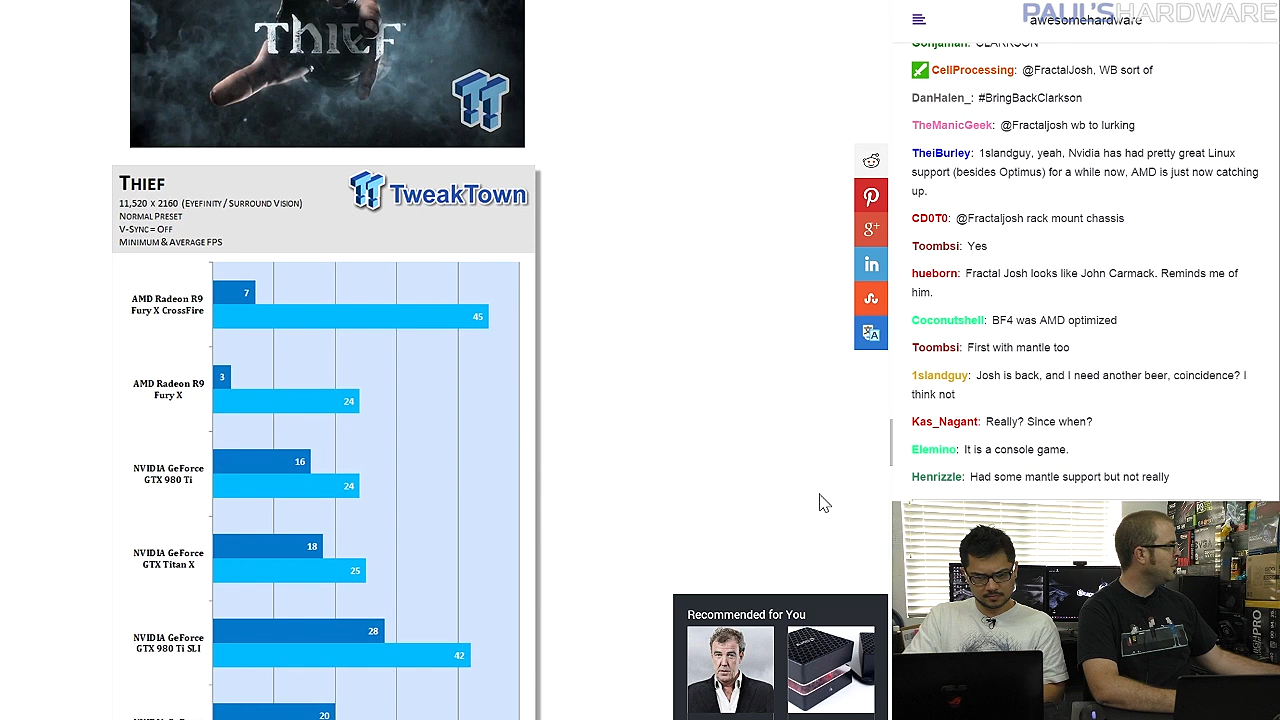 THIEF
THIEF
TweakTown
11,520 x 2160 (EYEFINITY / SURROUND VISION)
NORMAL PRESET
V-SYNC = OFF
MINIMUM & AVERAGE FPS
AMD RADEON R9
FURY X CROSSFIRE
7
45
AMD RADEON R9
FURY X
3
24
NVIDIA GEFORCE
GTX 980 TI
16
24
NVIDIA GEFORCE
GTX TITAN X
18
25
NVIDIA GEFORCE
GTX 980 TI SLI
28
42
20
Recommended for You
PAUL'SHARDWARE
awesomehardware
Gonjaman: CLARKSON
CellProcessing: @FractalJosh, WB sort of
DanHalen_: #BringBackClarkson
TheManicGeek: @Fractaljosh wb to lurking
TheiBurley: 1slandguy, yeah, Nvidia has had pretty great Linux
support (besides Optimus) for a while now, AMD is just now catching
up.
CD0T0: @Fractaljosh rack mount chassis
Toombsi: Yes
hueborn: Fractal Josh looks like John Carmack. Reminds me of
him.
Coconutshell: BF4 was AMD optimized
Toombsi: First with mantle too
1slandguy: Josh is back, and I need another beer, coincidence? I
think not
Kas_Nagant: Really? Since when?
Elemino: It is a console game.
Henrizzle: Had some mantle support but not really
ASUS